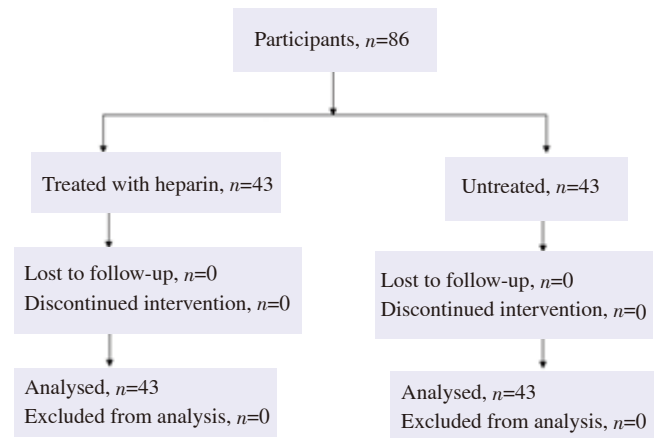 Participants, n=86
Treated with heparin, n=43
Untreated, n=43
Lost to follow-up, n=0
Discontinued intervention, n=0
Lost to follow-up, n=0
Discontinued intervention, n=0
Analysed, n=43
Excluded from analysis, n=0
Analysed, n=43
Excluded from analysis, n=0